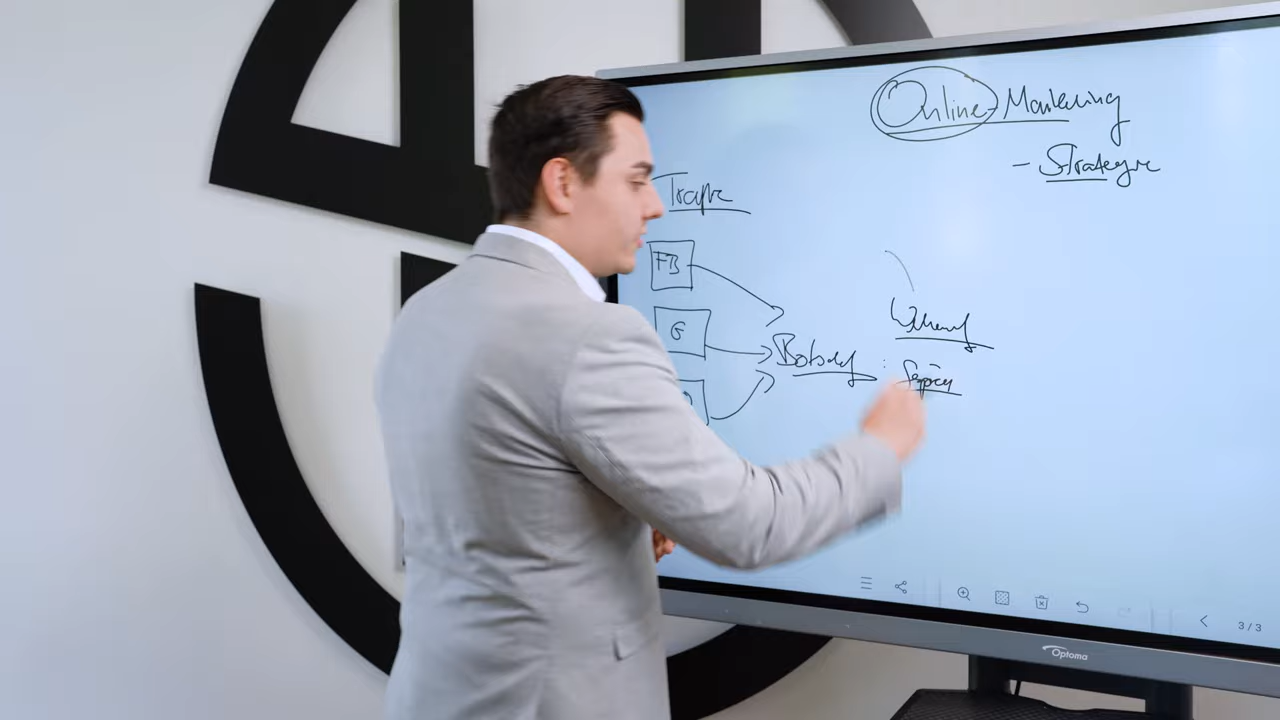 Online-Marketing
- Strategie
Traffic
FB
G
Botschaft :
3/3
Optoma